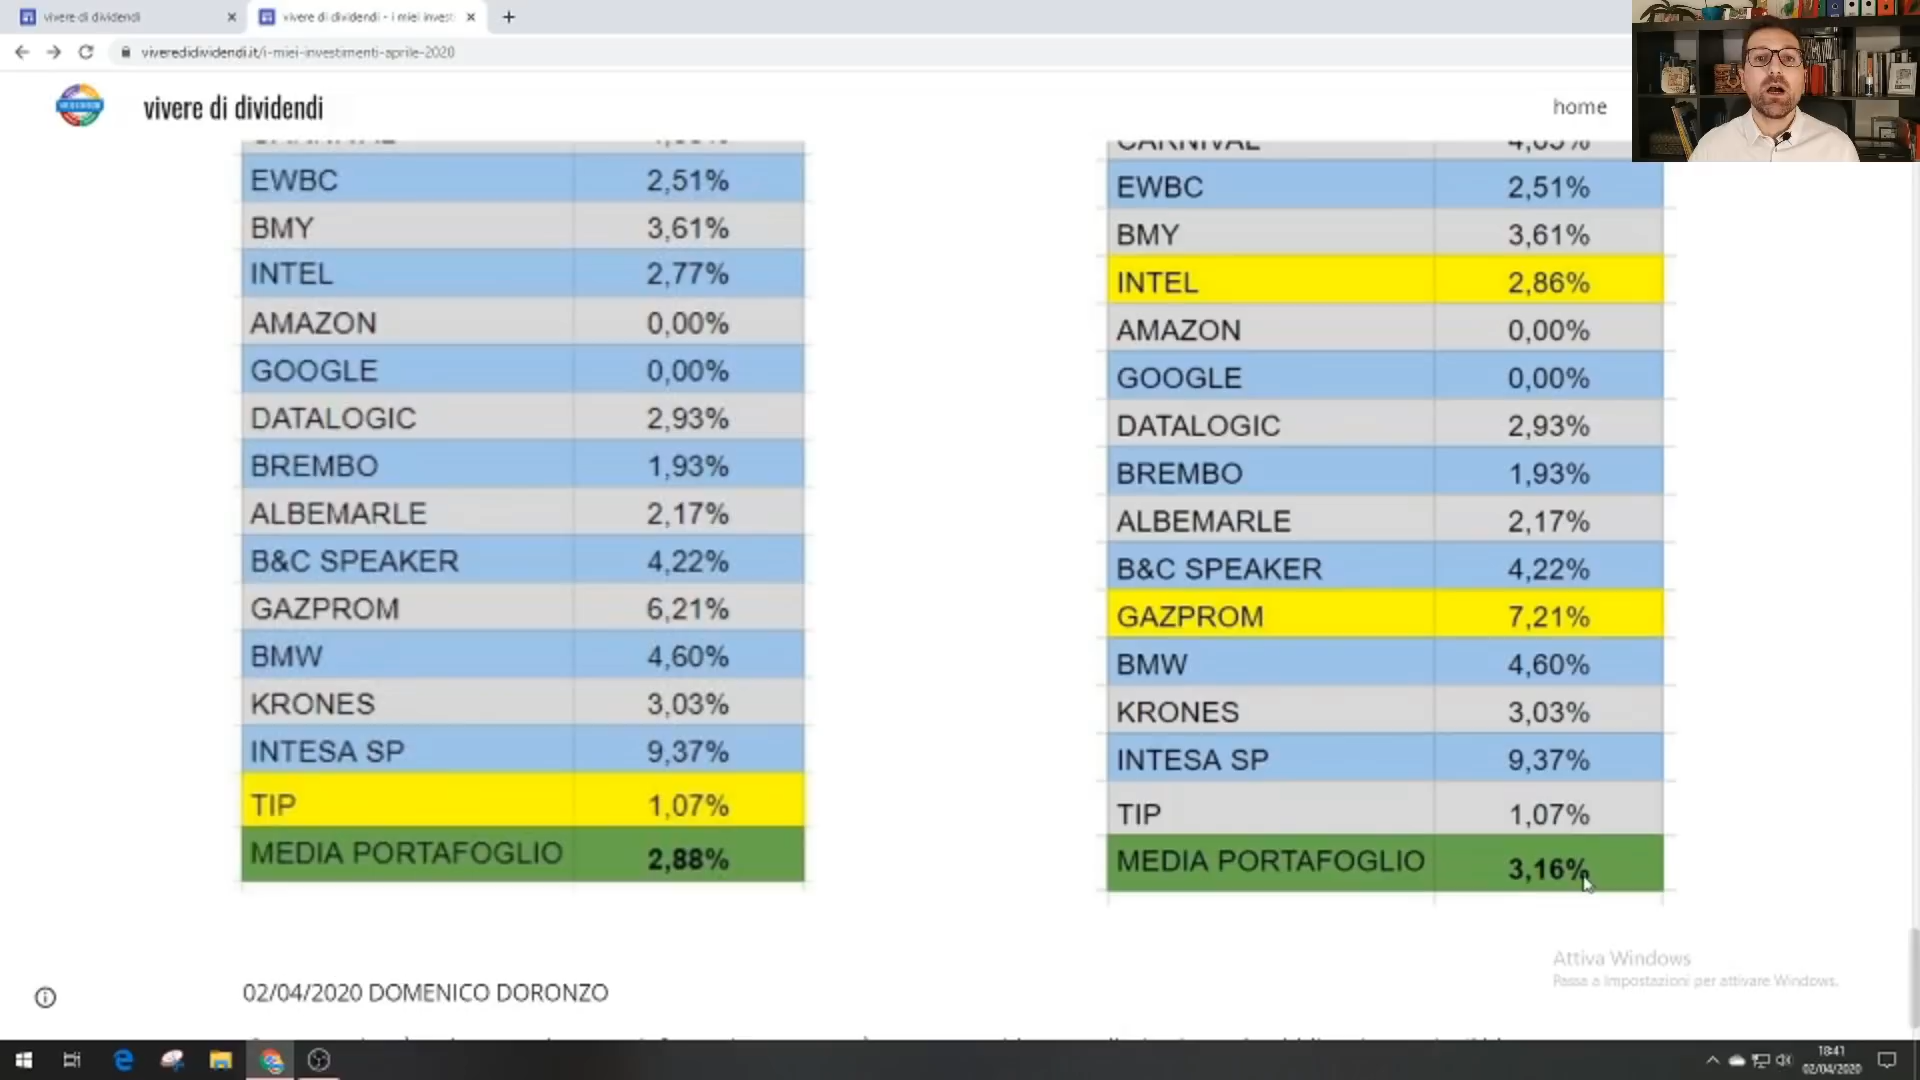 vivere di dividendi
vivere di dividendi - i miei invest
viveredidividendi.it/i-miei-investimenti-aprile-2020
vivere di dividendi
home
CARNIVAL 4,63%
EWBC 2,51%
BMY 3,61%
INTEL 2,77%
AMAZON 0,00%
GOOGLE 0,00%
DATALOGIC 2,93%
BREMBO 1,93%
ALBEMARLE 2,17%
B&C SPEAKER 4,22%
GAZPROM 6,21%
BMW 4,60%
KRONES 3,03%
INTESA SP 9,37%
TIP 1,07%
MEDIA PORTAFOGLIO 2,88%
EWBC 2,51%
BMY 3,61%
INTEL 2,86%
AMAZON 0,00%
GOOGLE 0,00%
DATALOGIC 2,93%
BREMBO 1,93%
ALBEMARLE 2,17%
B&C SPEAKER 4,22%
GAZPROM 7,21%
BMW 4,60%
KRONES 3,03%
INTESA SP 9,37%
TIP 1,07%
MEDIA PORTAFOGLIO 3,16%
Attiva Windows
Passa a Impostazioni per attivare Windows.
02/04/2020 DOMENICO DORONZO
18:41
02/04/2020